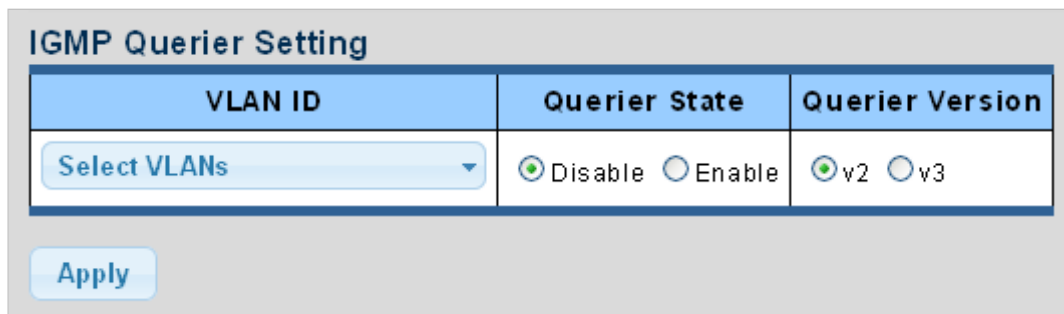 IGMP Querier Setting
VLAN ID Querier State Querier Version
Select VLANs Disable Enable v2 v3
Apply